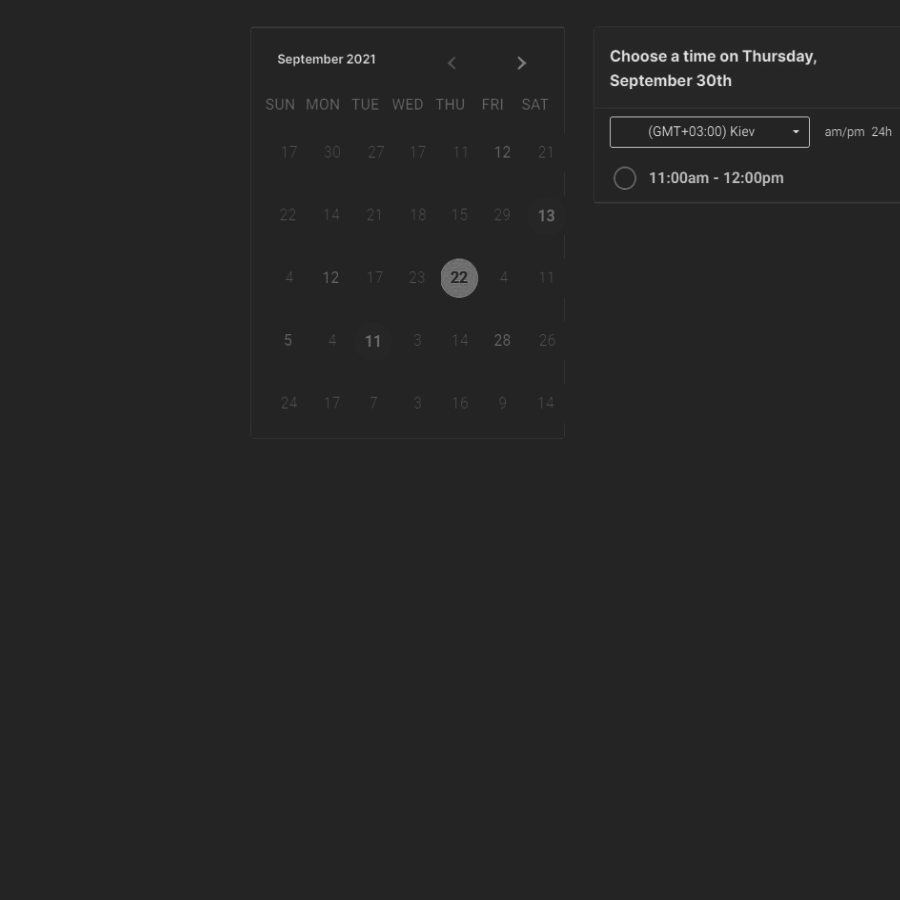 September 2021
SUN MON TUE WED THU FRI SAT
17 30 27 17 11 12 21
22 14 21 18 15 29 13
4 12 17 23 22 4 11
5 4 11 3 14 28 26
24 17 7 3 16 9 14
Choose a time on Thursday,
September 30th
(GMT+03:00) Kiev am/pm 24h
11:00am - 12:00pm